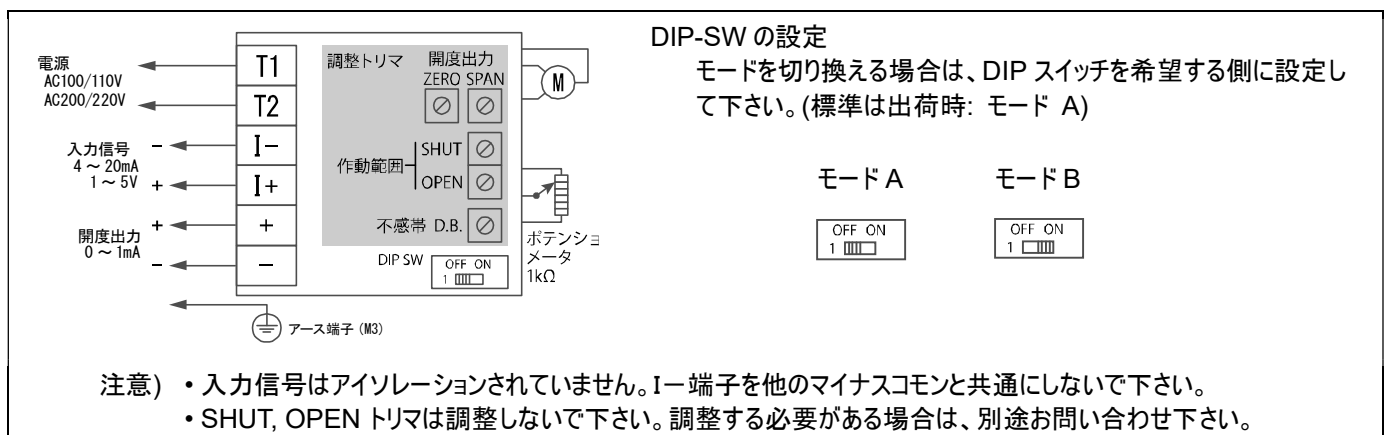 電源
AC100/110V
AC200/220V
入力信号
4～20mA
1～5V
－
+
開度出力
0～1mA
+
－
T1
T2
I－
I+
+
－
調整トリマ 開度出力
ZERO SPAN
作動範囲
SHUT
OPEN
不感帯 D.B.
DIP SW
OFF ON
1
M
ポテンショ
メータ
1kΩ
アース端子 (M3)
DIP-SW の設定
モードを切り換える場合は、DIP スイッチを希望する側に設定し
て下さい。(標準は出荷時: モード A)
モード A モード B
OFF ON
1
OFF ON
1
注意) • 入力信号はアイソレーションされていません。I－端子を他のマイナスコモンと共通にしないで下さい。
• SHUT, OPEN トリマは調整しないで下さい。調整する必要がある場合は、別途お問い合わせ下さい。